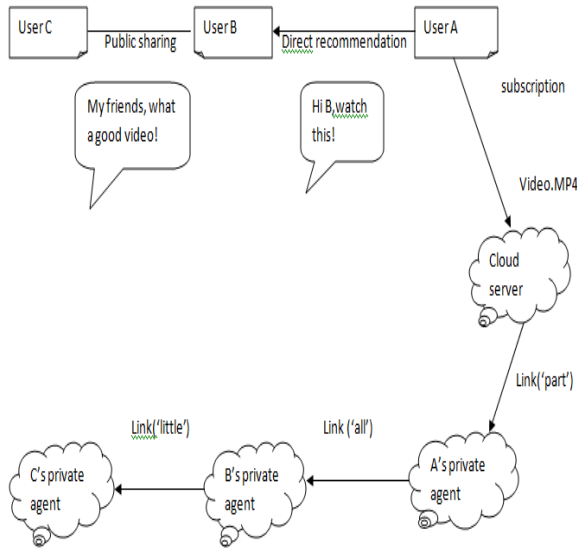 User C
User B
User A
Public sharing
Direct recommendation
subscription
My friends, what
a good video!
Hi B,watch
this!
Video.MP4
Cloud
server
Link('part')
Link('little')
Link ('all')
C's private
agent
B's private
agent
A's private
agent